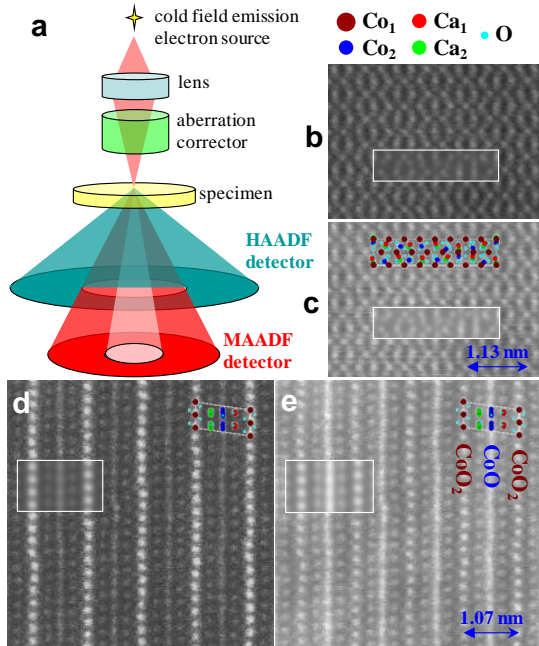 a
cold field emission
electron source
lens
aberration
corrector
specimen
HAADF
detector
MAADF
detector
Co1 Ca1 O
Co2 Ca2
b
c
1.13 nm
d
e
CoO2
CoO
CoO2
1.07 nm